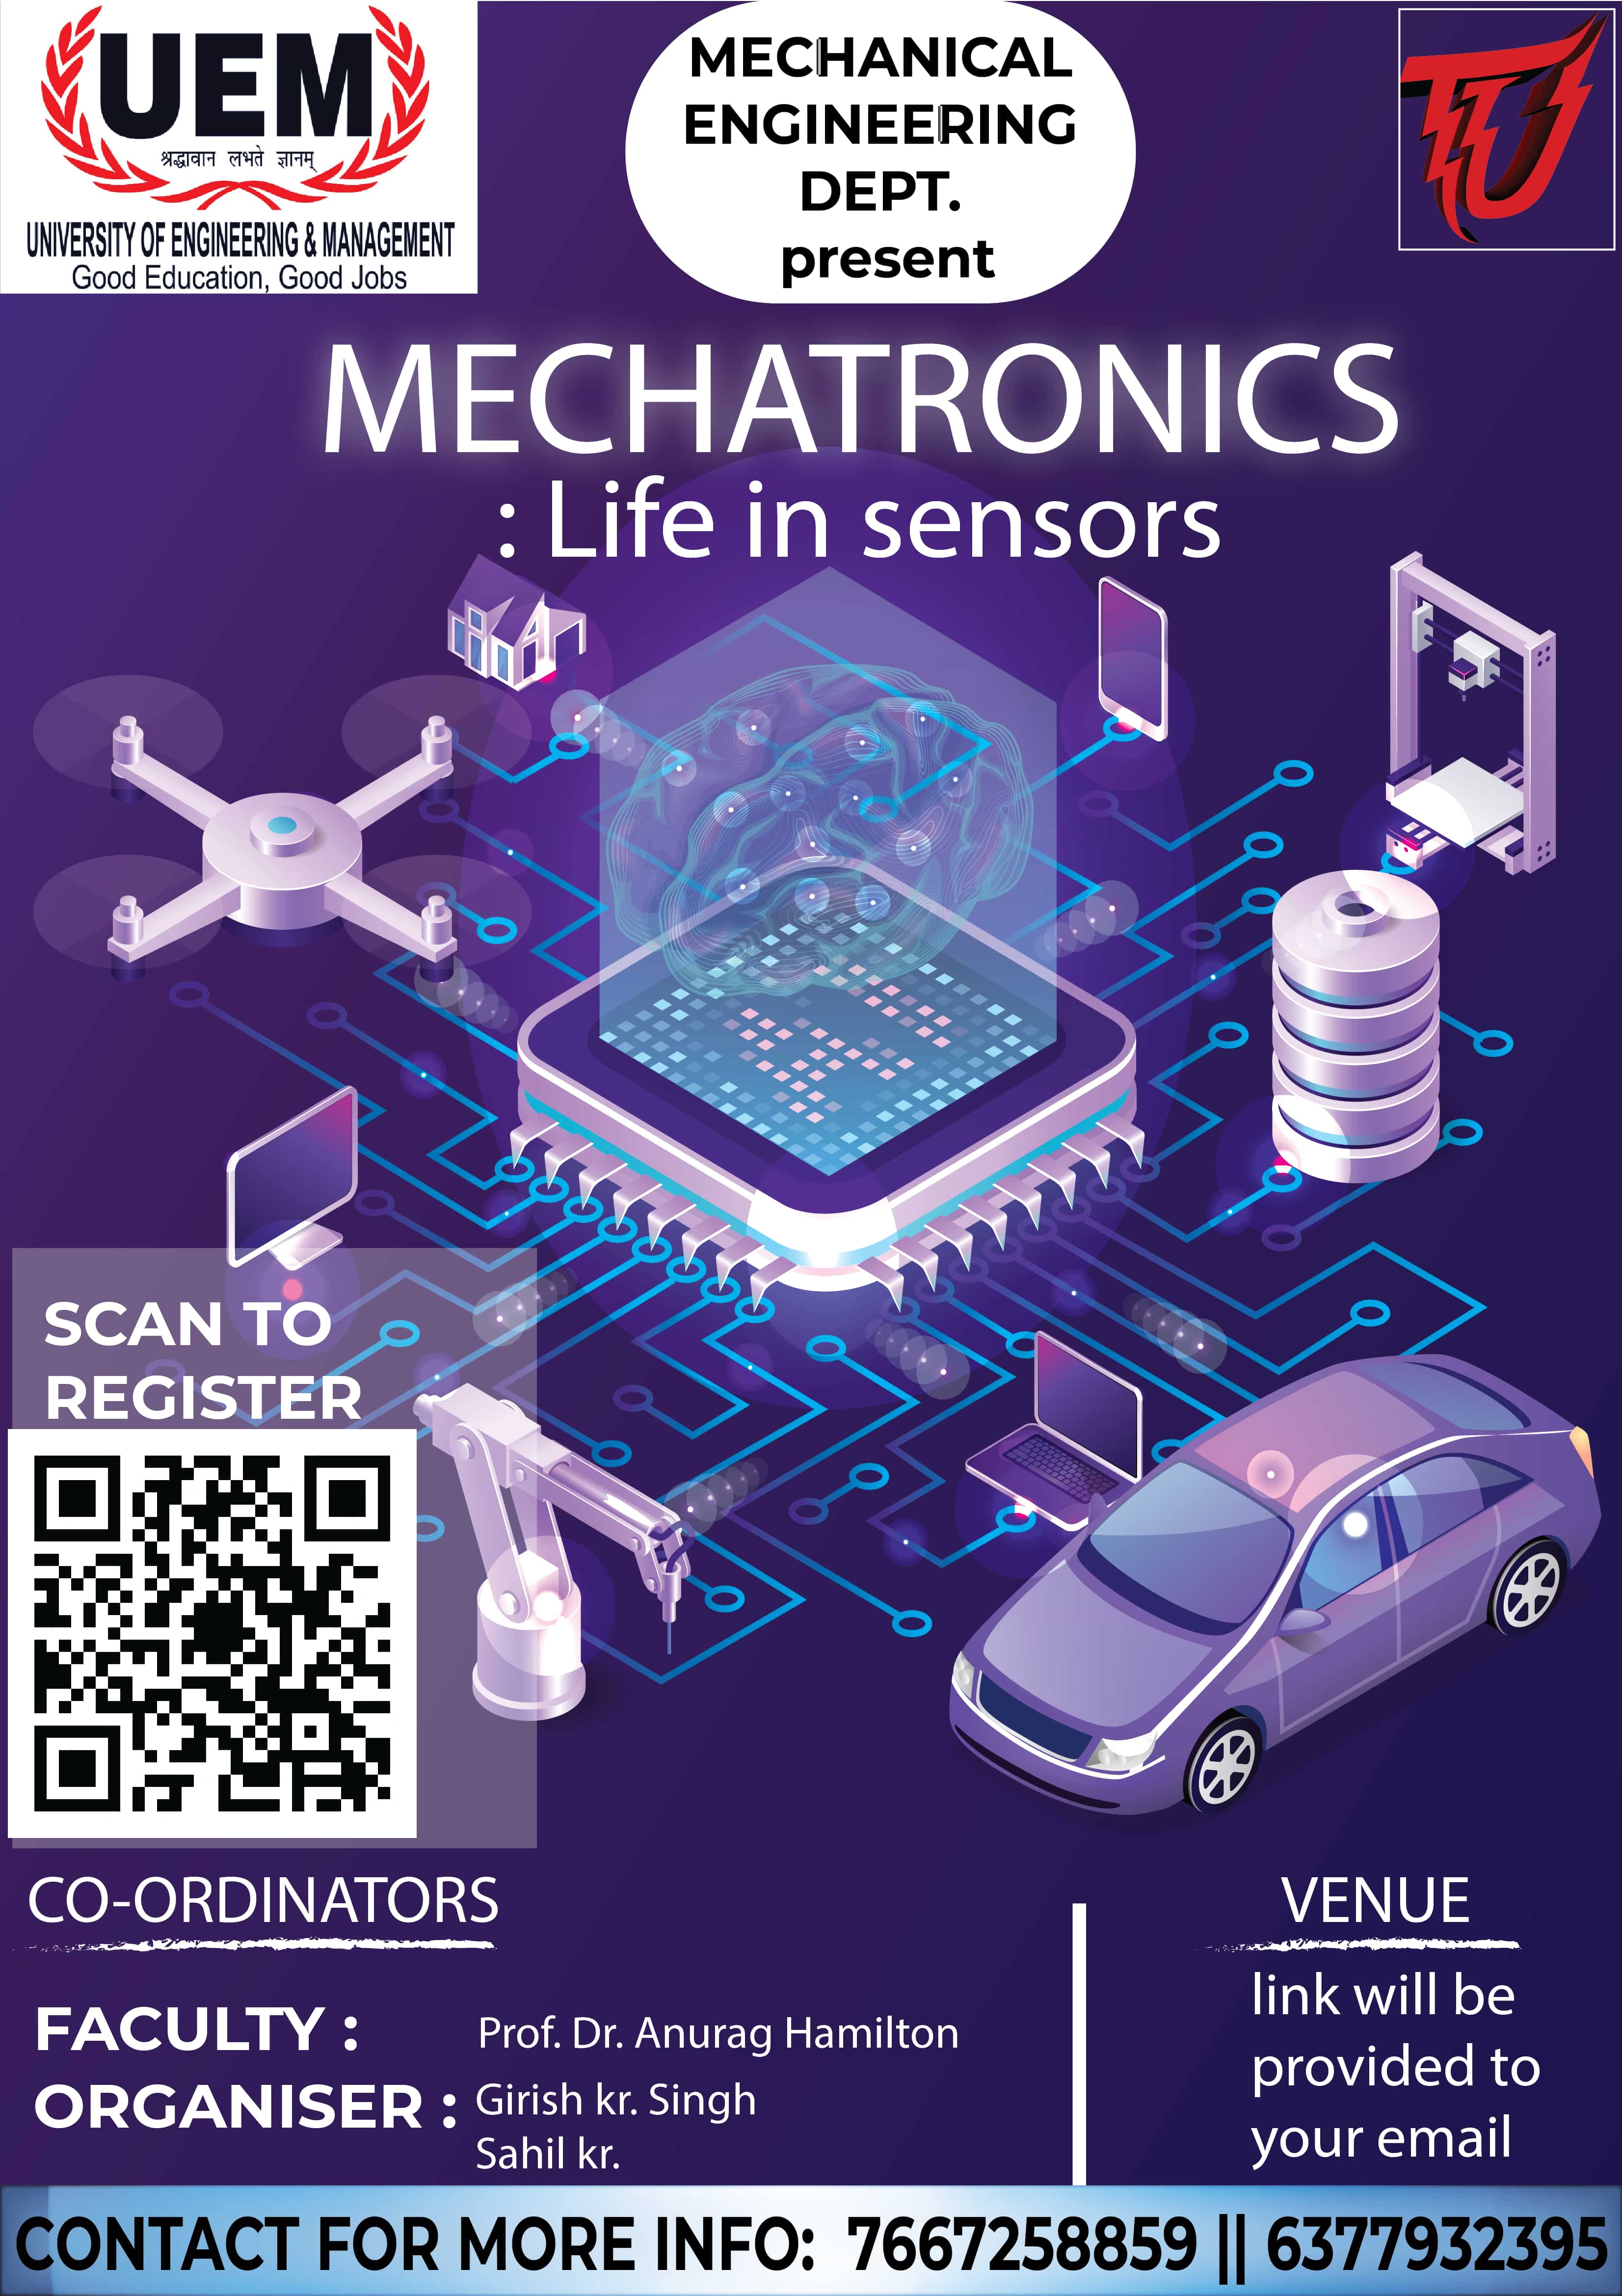 UEM
श्रद्धावान लभते ज्ञानम्
UNIVERSITY OF ENGINEERING & MANAGEMENT
Good Education, Good Jobs
MECHANICAL
ENGINEERING
DEPT.
present
TU
MECHATRONICS
: Life in sensors
SCAN TO
REGISTER
CO-ORDINATORS
FACULTY : Prof. Dr. Anurag Hamilton
ORGANISER : Girish kr. Singh
Sahil kr.
VENUE
link will be
provided to
your email
CONTACT FOR MORE INFO: 7667258859 || 6377932395